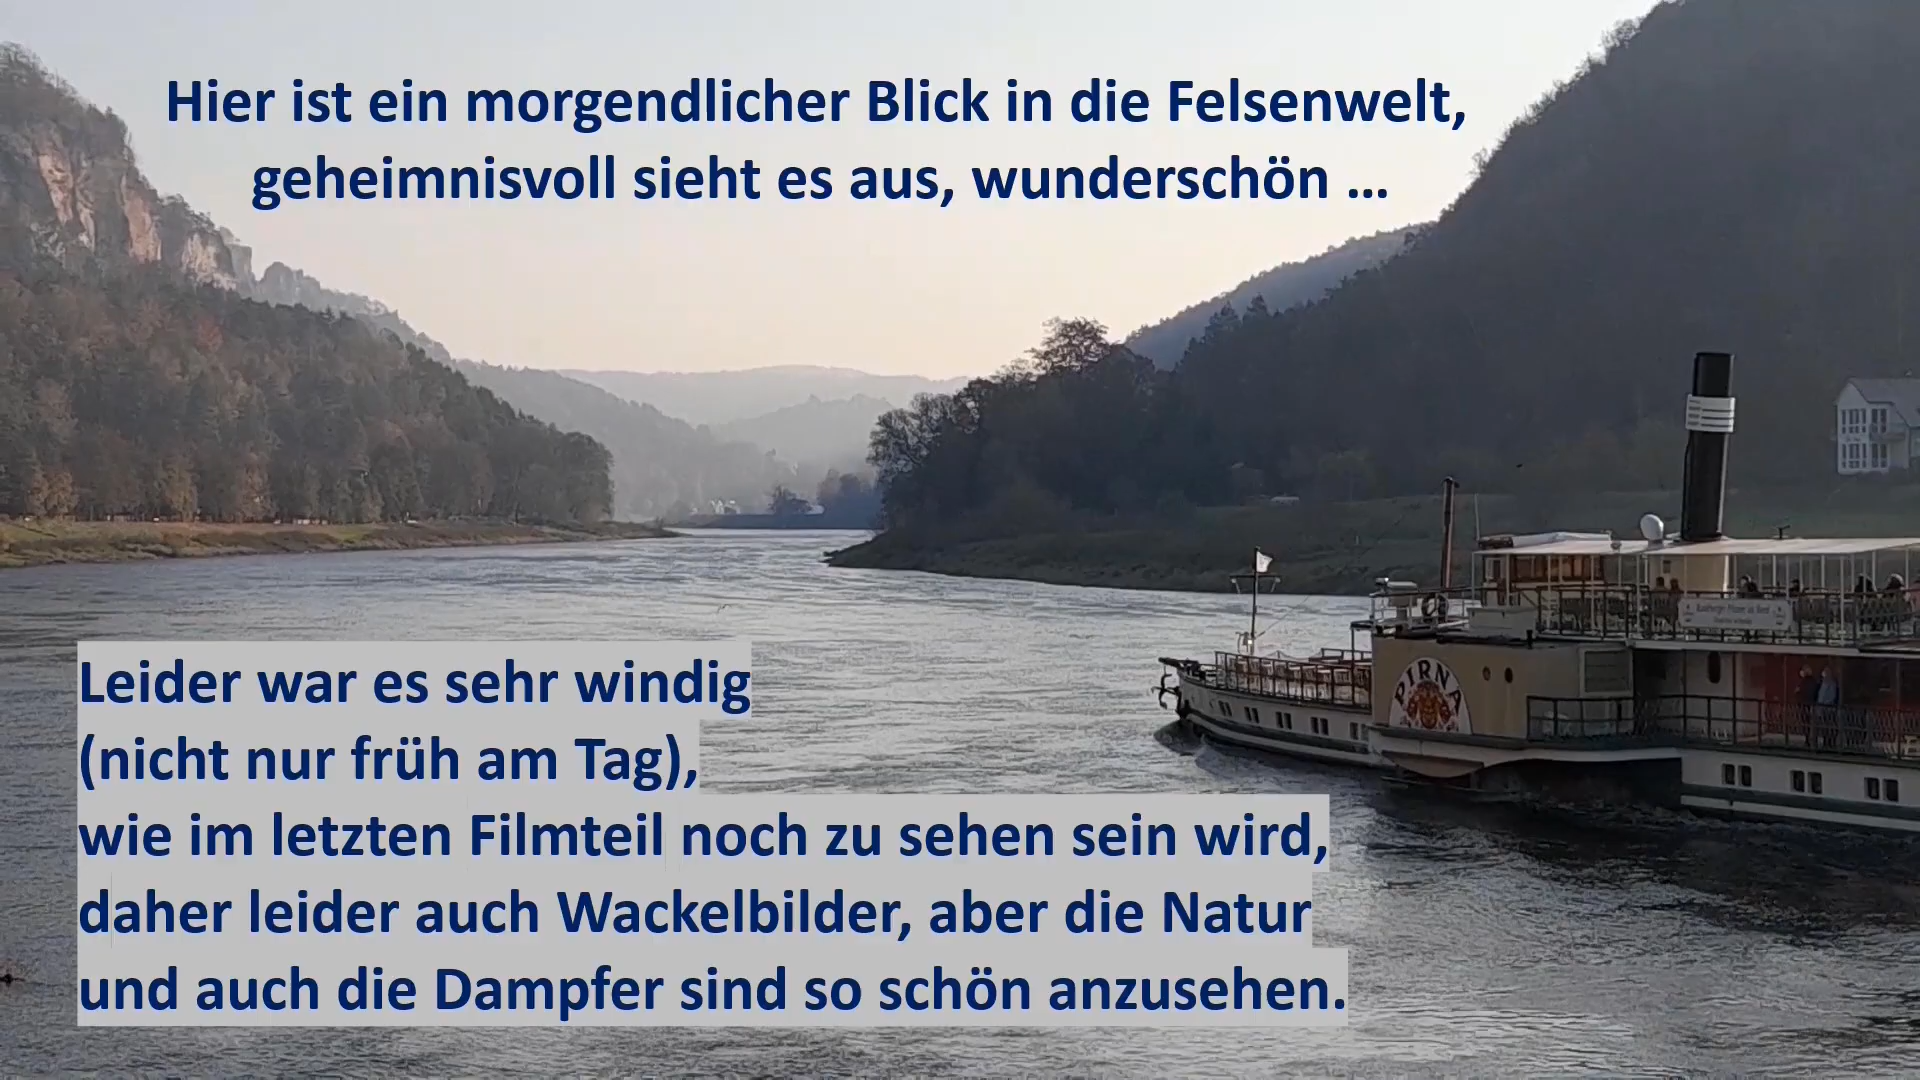 Hier ist ein morgendlicher Blick in die Felsenwelt,
geheimnisvoll sieht es aus, wunderschön ...
PIRNA
Leider war es sehr windig
(nicht nur früh am Tag),
wie im letzten Filmteil noch zu sehen sein wird,
daher leider auch Wackelbilder, aber die Natur
und auch die Dampfer sind so schön anzusehen.